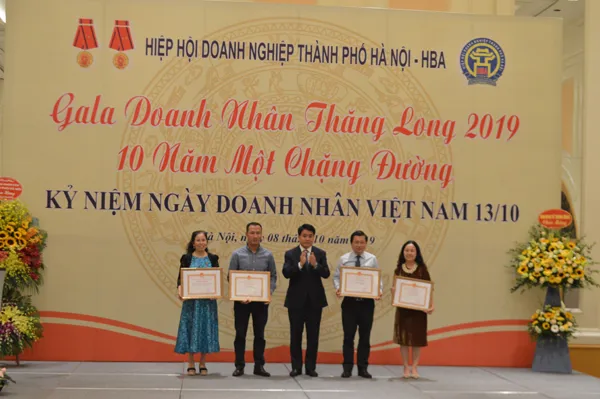 HIỆP HỘI DOANH NGHIỆP THÀNH PHỐ HÀ NỘI - HBA
Gala Doanh Nhân Thăng Long 2019
10 Năm Một Chặng Đường
KỶ NIỆM NGÀY DOANH NHÂN VIỆT NAM 13/10